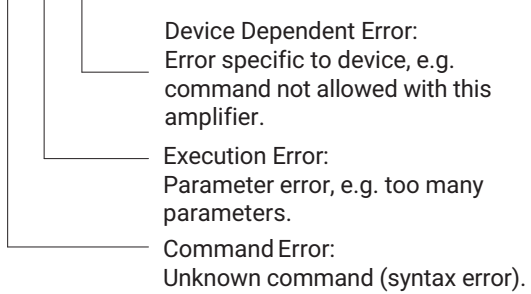 Device Dependent Error:
Error specific to device, e.g.
command not allowed with this
amplifier.
Execution Error:
Parameter error, e.g. too many
parameters.
Command Error:
Unknown command (syntax error).